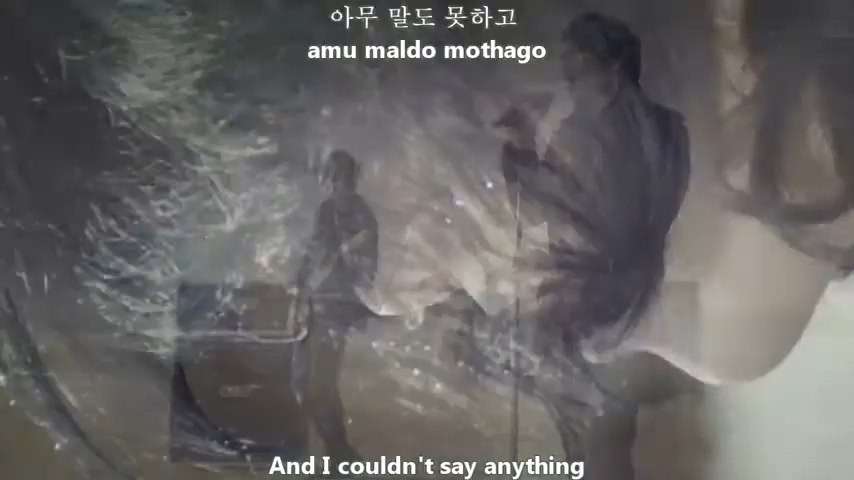 아무 말도 못하고
amu maldo mothago
And I couldn't say anything